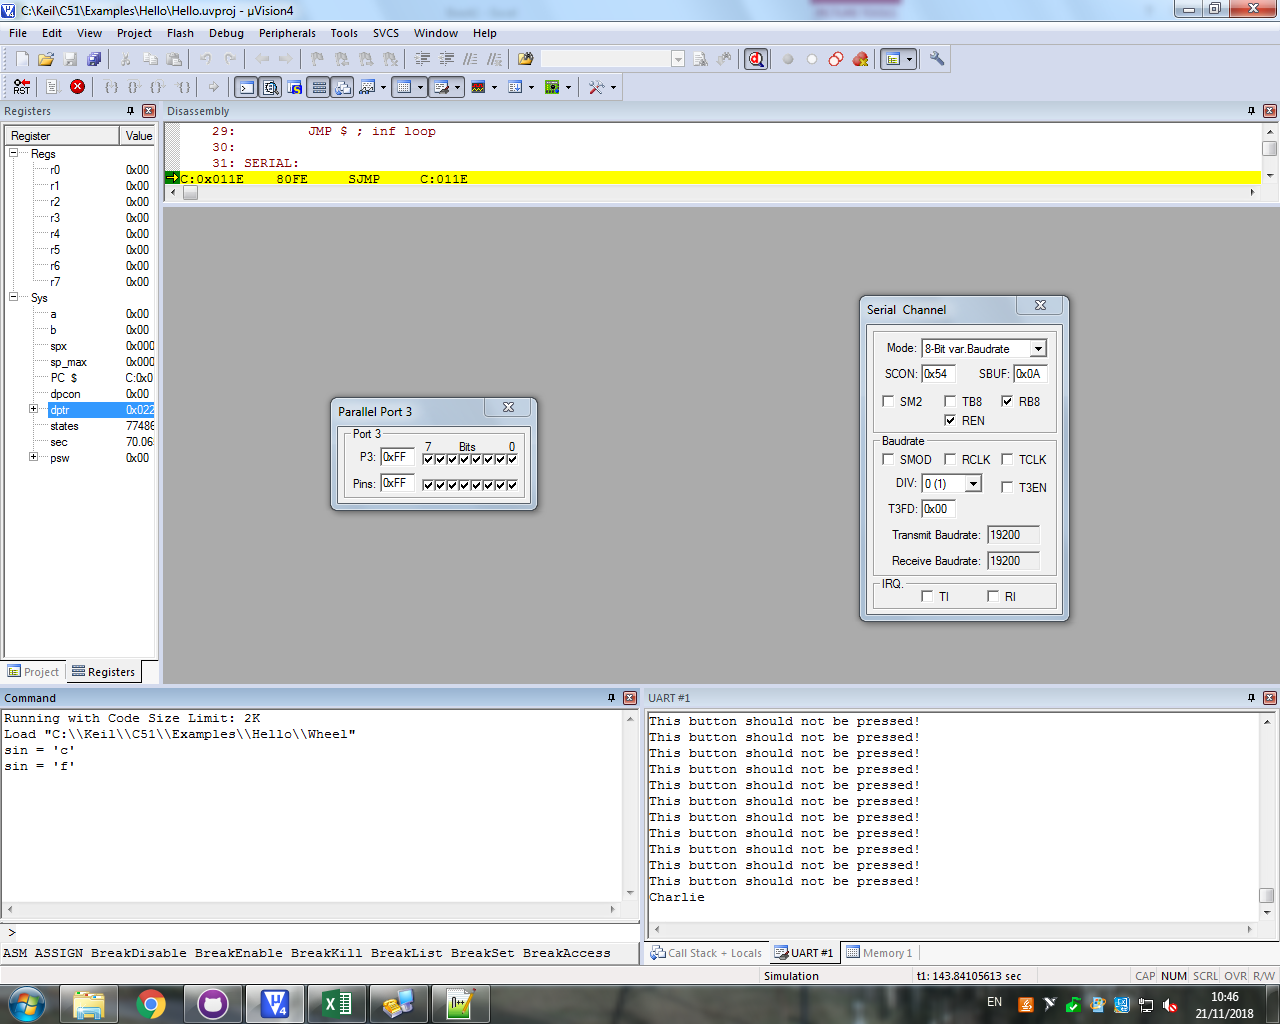 C:\Keil\C51\Examples\Hello\Hello.uvproj - µVision4
File Edit View Project Flash Debug Peripherals Tools SVCS Window Help
RST
Registers
Register Value
Regs
r0 0x00
r1 0x00
r2 0x00
r3 0x00
r4 0x00
r5 0x00
r6 0x00
r7 0x00
Sys
a 0x00
b 0x00
spx 0x000
sp_max 0x000
PC $ C:0x0
dpcon 0x00
dptr 0x022
states 77486
sec 70.06
psw 0x00
Project Registers
Disassembly
29: JMP $ ; inf loop
30:
31: SERIAL:
C:0x011E 80FE SJMP C:011E
Parallel Port 3
Port 3
7 Bits 0
P3: 0xFF
Pins: 0xFF
Serial Channel
Mode: 8-Bit var.Baudrate
SCON: 0x54 SBUF: 0x0A
SM2 TB8 RB8
REN
Baudrate
SMOD RCLK TCLK
DIV: 0 (1) T3EN
T3FD: 0x00
Transmit Baudrate: 19200
Receive Baudrate: 19200
IRQ.
TI RI
Command
Running with Code Size Limit: 2K
Load "C:\\Keil\\C51\\Examples\\Hello\\Wheel"
sin = 'c'
sin = 'f'
>
ASM ASSIGN BreakDisable BreakEnable BreakKill BreakList BreakSet BreakAccess
UART #1
This button should not be pressed!
This button should not be pressed!
This button should not be pressed!
This button should not be pressed!
This button should not be pressed!
This button should not be pressed!
This button should not be pressed!
This button should not be pressed!
This button should not be pressed!
This button should not be pressed!
This button should not be pressed!
Charlie
Call Stack + Locals UART #1 Memory 1
Simulation t1: 143.84105613 sec CAP NUM SCRL OVR R/W
EN 10:46
21/11/2018